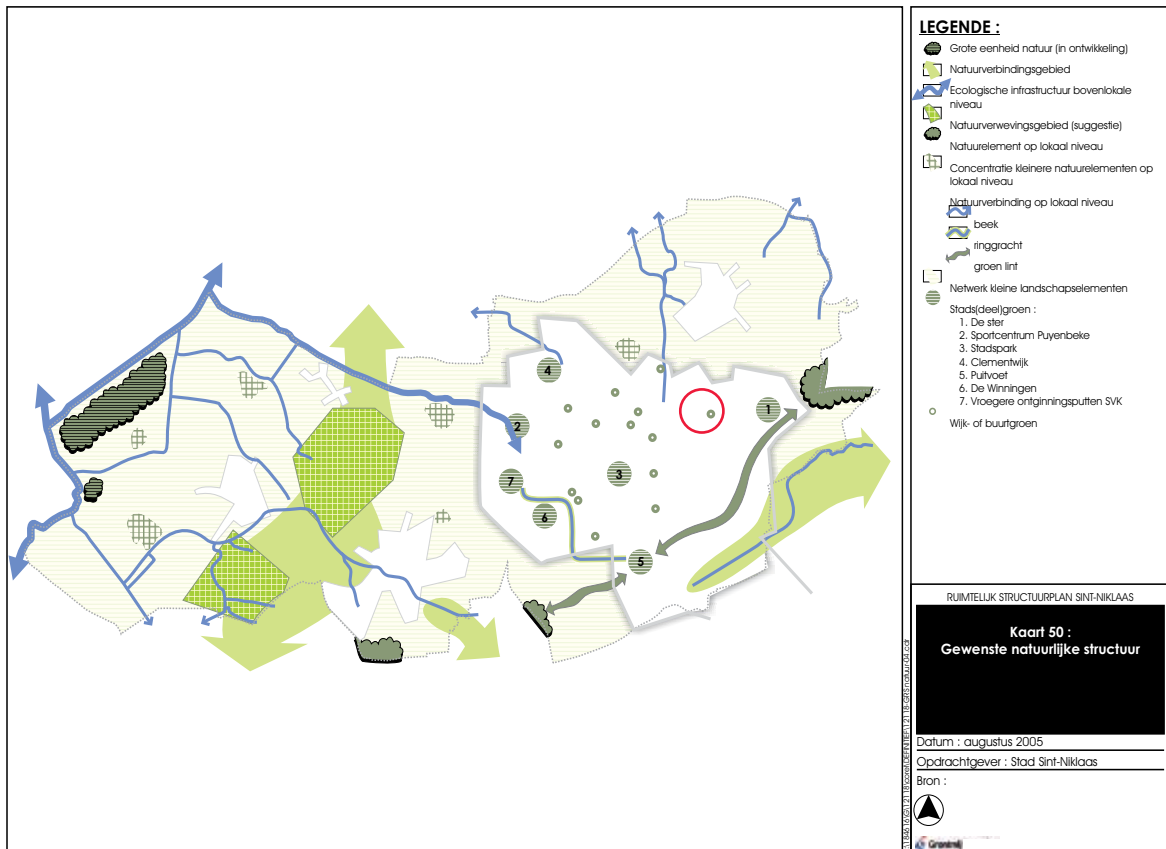 LEGENDE :
Grote eenheid natuur (in ontwikkeling)
Natuurverbindingsgebied
Ecologische infrastructuur bovenlokale
niveau
Natuurverwevingsgebied (suggestie)
Natuurelement op lokaal niveau
Concentratie kleinere natuurelementen op
lokaal niveau
Natuurverbinding op lokaal niveau
beek
ringgracht
groen lint
Netwerk kleine landschapselementen
Stads(deel)groen :
1. De ster
2. Sportcentrum Puyenbeke
3. Stadspark
4. Clementwijk
5. Puitvoet
6. De Winningen
7. Vroegere ontginningsputten SVK
Wijk- of buurtgroen
4
1
2
3
7
6
5
RUIMTELIJK STRUCTUURPLAN SINT-NIKLAAS
Kaart 50 :
Gewenste natuurlijke structuur
Datum : augustus 2005
Opdrachtgever : Stad Sint-Niklaas
Bron :
Grontmij